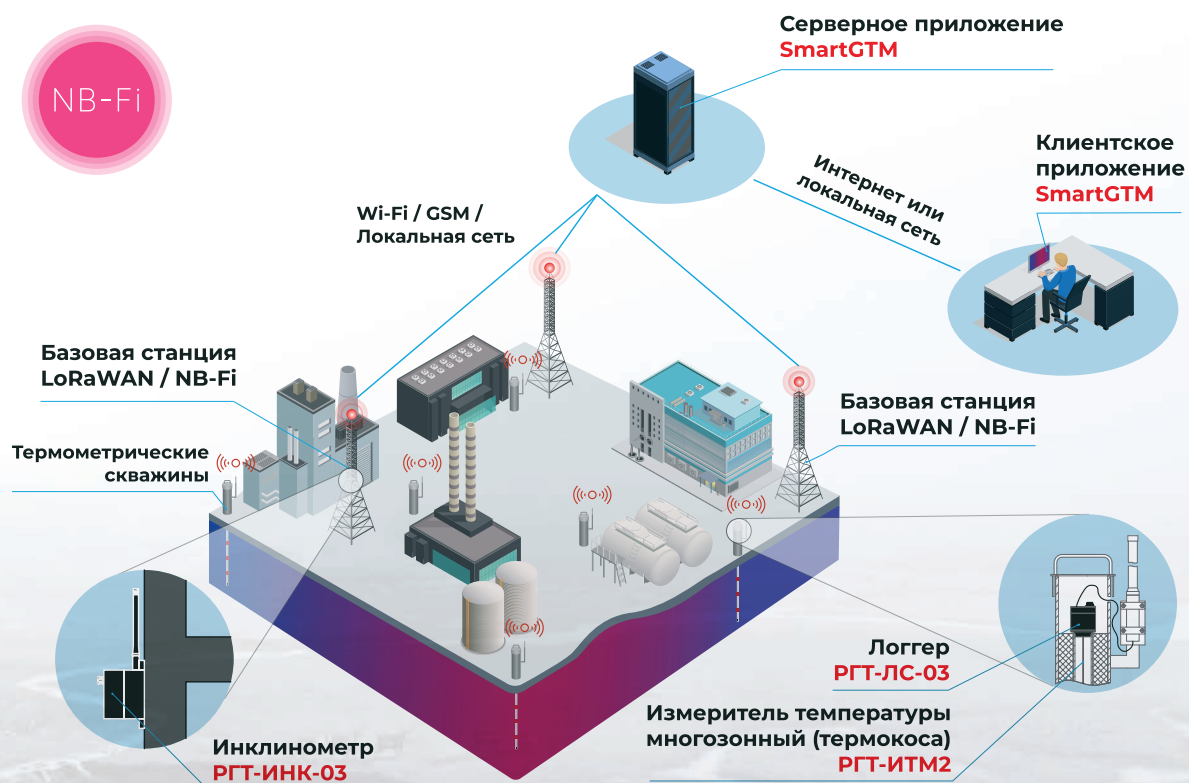 NB-Fi
Серверное приложение
SmartGTM
Клиентское
приложение
SmartGTM
Интернет или
локальная сеть
Wi-Fi / GSM /
Локальная сеть
Базовая станция
LoRaWAN / NB-Fi
Термометрические
скважины
Базовая станция
LoRaWAN / NB-Fi
Логгер
РГТ-ЛС-03
Измеритель температуры
многозонный (термокоса)
РГТ-ИТМ2
Инклинометр
РГТ-ИНК-03